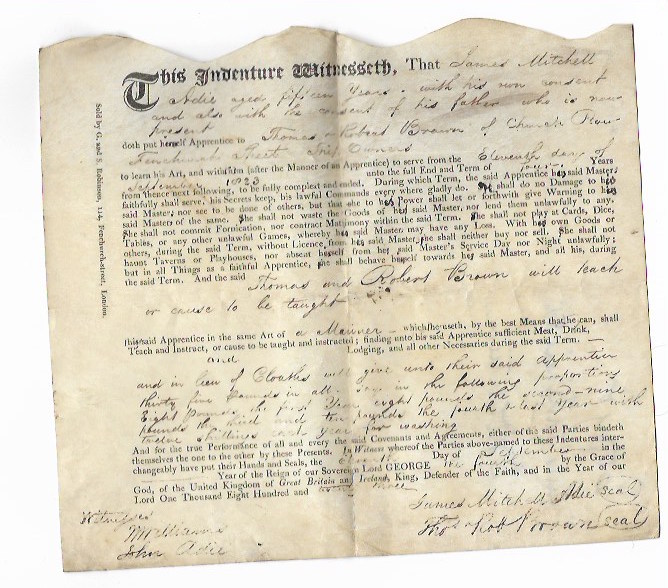 This Indenture Witnesseth, That James Mitchell
Adie aged fifteen Years - with his own consent
and also with the consent of his father who is now
present
doth put herself Apprentice to Thomas & Robert Brown of Church Row
Fenchurch Street Ship Owners
to learn his Art, and with him (after the Manner of an Apprentice) to serve from the Eleventh day of
September 1823 unto the full End and Term of four Years
from thence next following, to be fully compleat and ended. During which Term, the said Apprentice his said Masters
faithfully shall serve, his Secrets keep, his lawful Commands every where gladly do. He shall do no Damage to his
said Masters nor see to be done of others, but that she to his Power shall let or forthwith give Warning to his
said Masters of the same. She shall not waste the Goods of his said Master, nor lend them unlawfully to any.
She shall not commit Fornication, nor contract Matrimony within the said Term. She shall not play at Cards, Dice,
Tables, or any other unlawful Games, whereby his said Masters may have any Loss. With his own Goods or
others, during the said Term, without Licence from his said Masters she shall neither buy nor sell. She shall not
haunt Taverns or Playhouses, nor absent herself from his said Master's Service Day nor Night unlawfully;
but in all Things as a faithful Apprentice, she shall behave herself towards his said Masters, and all his, during
the said Term. And the said Thomas and Robert Brown will teach
or cause to be taught
this said Apprentice in the same Art of a Mariner - which he useth, by the best Means that he can, shall
Teach and Instruct, or cause to be taught and instructed; finding unto his said Apprentice sufficient Meat, Drink,
and Lodging, and all other Necessaries during the said Term. -
and in lieu of Cloaths will give unto their said Apprentice
thirty five Pounds in all. Say in the following proportions
Eight Pounds the first Year, eight pounds the second - nine
pounds the third and ten pounds the fourth & last Year with
twelve Shillings each Year for washing
And for the true Performance of all and every the said Covenants and Agreements, either of the said Parties bindeth
themselves the one to the other by these Presents. In Witness whereof the Parties above-named to these Indentures inter-
changeably have put their Hands and Seals, the Day of September in the
Year of the Reign of our Sovereign Lord GEORGE the fourth by the Grace of
God, of the United Kingdom of Great Britain and Ireland, King, Defender of the Faith, and in the Year of our
Lord One Thousand Eight Hundred and twenty three
James Mitchell Adie seal
Thos & Robt Brown seal
Witnesses
John Adie
Sold by G. and S. Robinson, 114, Fenchurch-street, London.